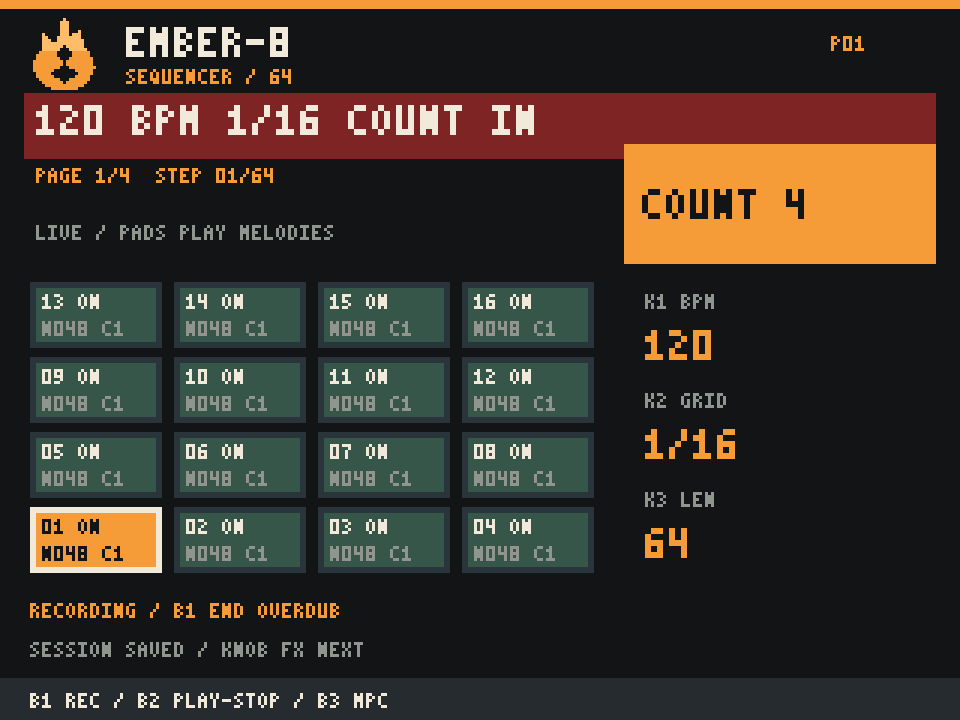 EMBER-8
SEQUENCER / 64
P01
120 BPM 1/16 COUNT IN
PAGE 1/4 STEP 01/64
COUNT 4
LIVE / PADS PLAY MELODIES
13 ON 14 ON 15 ON 16 ON
N048 C1 N048 C1 N048 C1 N048 C1
09 ON 10 ON 11 ON 12 ON
N048 C1 N048 C1 N048 C1 N048 C1
05 ON 06 ON 07 ON 08 ON
N048 C1 N048 C1 N048 C1 N048 C1
01 ON 02 ON 03 ON 04 ON
N048 C1 N048 C1 N048 C1 N048 C1
K1 BPM
120
K2 GRID
1/16
K3 LEN
64
RECORDING / B1 END OVERDUB
SESSION SAVED / KNOB FX NEXT
B1 REC / B2 PLAY-STOP / B3 MPC